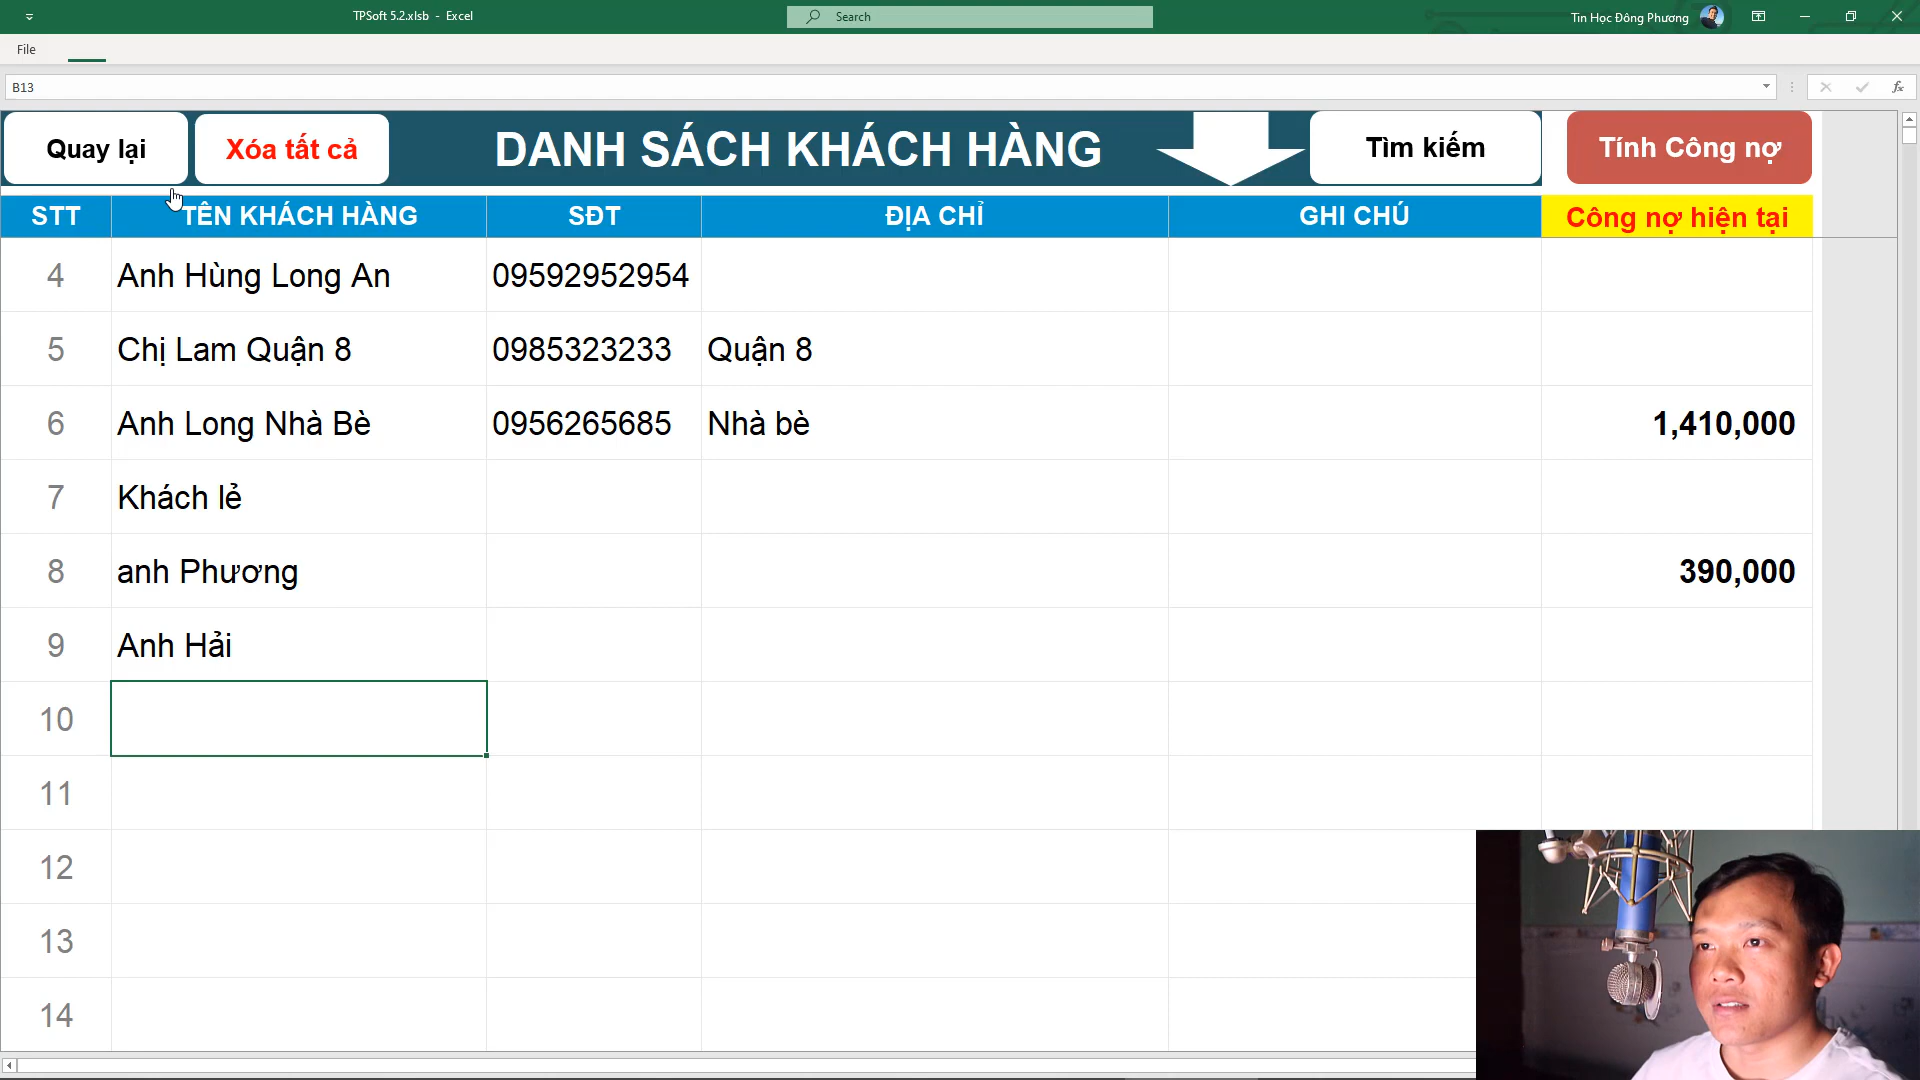 TPSoft 5.2.xlsb - Excel
Search
Tin Học Đông Phương
File
B13
fx
Quay lại
Xóa tất cả
DANH SÁCH KHÁCH HÀNG
Tìm kiếm
Tính Công nợ
STT TÊN KHÁCH HÀNG SĐT ĐỊA CHỈ GHI CHÚ Công nợ hiện tại
4 Anh Hùng Long An 09592952954
5 Chị Lam Quận 8 0985323233 Quận 8
6 Anh Long Nhà Bè 0956265685 Nhà bè 1,410,000
7 Khách lẻ
8 anh Phương 390,000
9 Anh Hải
10
11
12
13
14